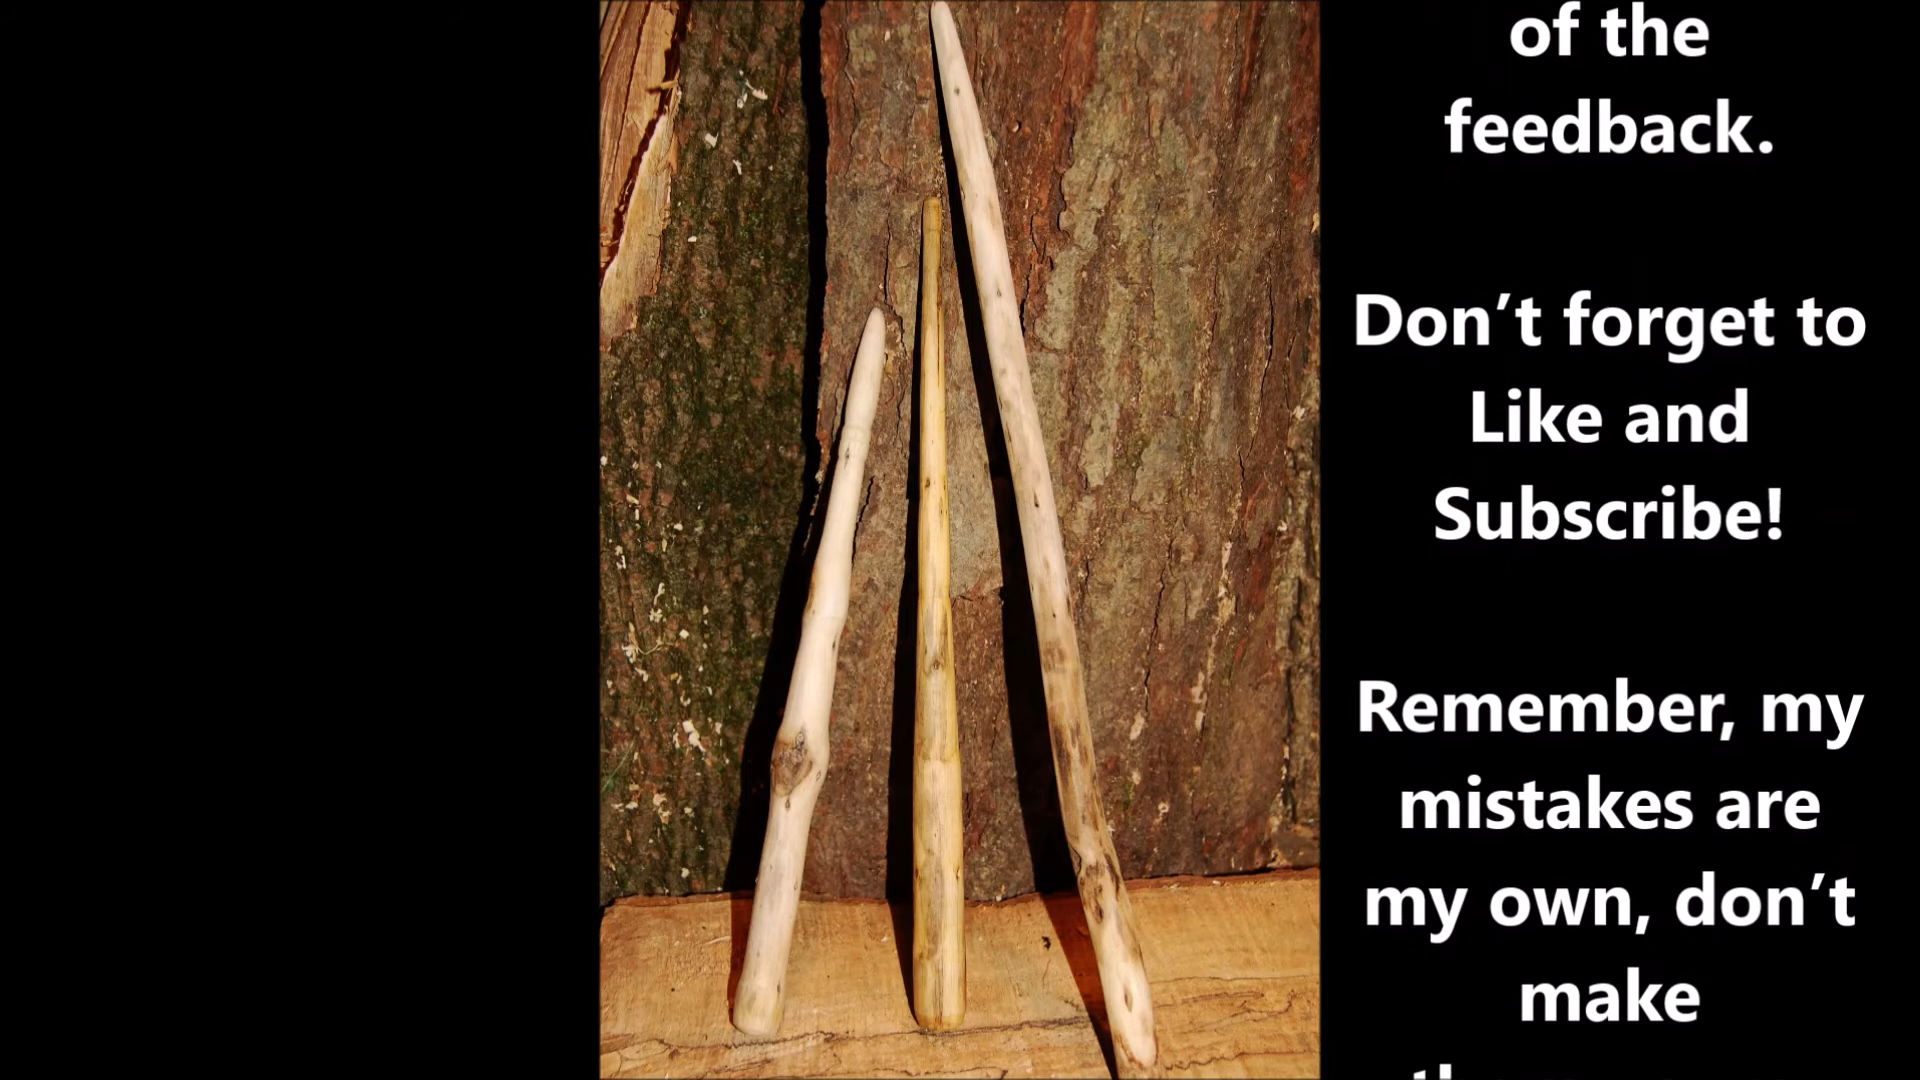 of the
feedback.
Don’t forget to
Like and
Subscribe!
Remember, my
mistakes are
my own, don’t
make